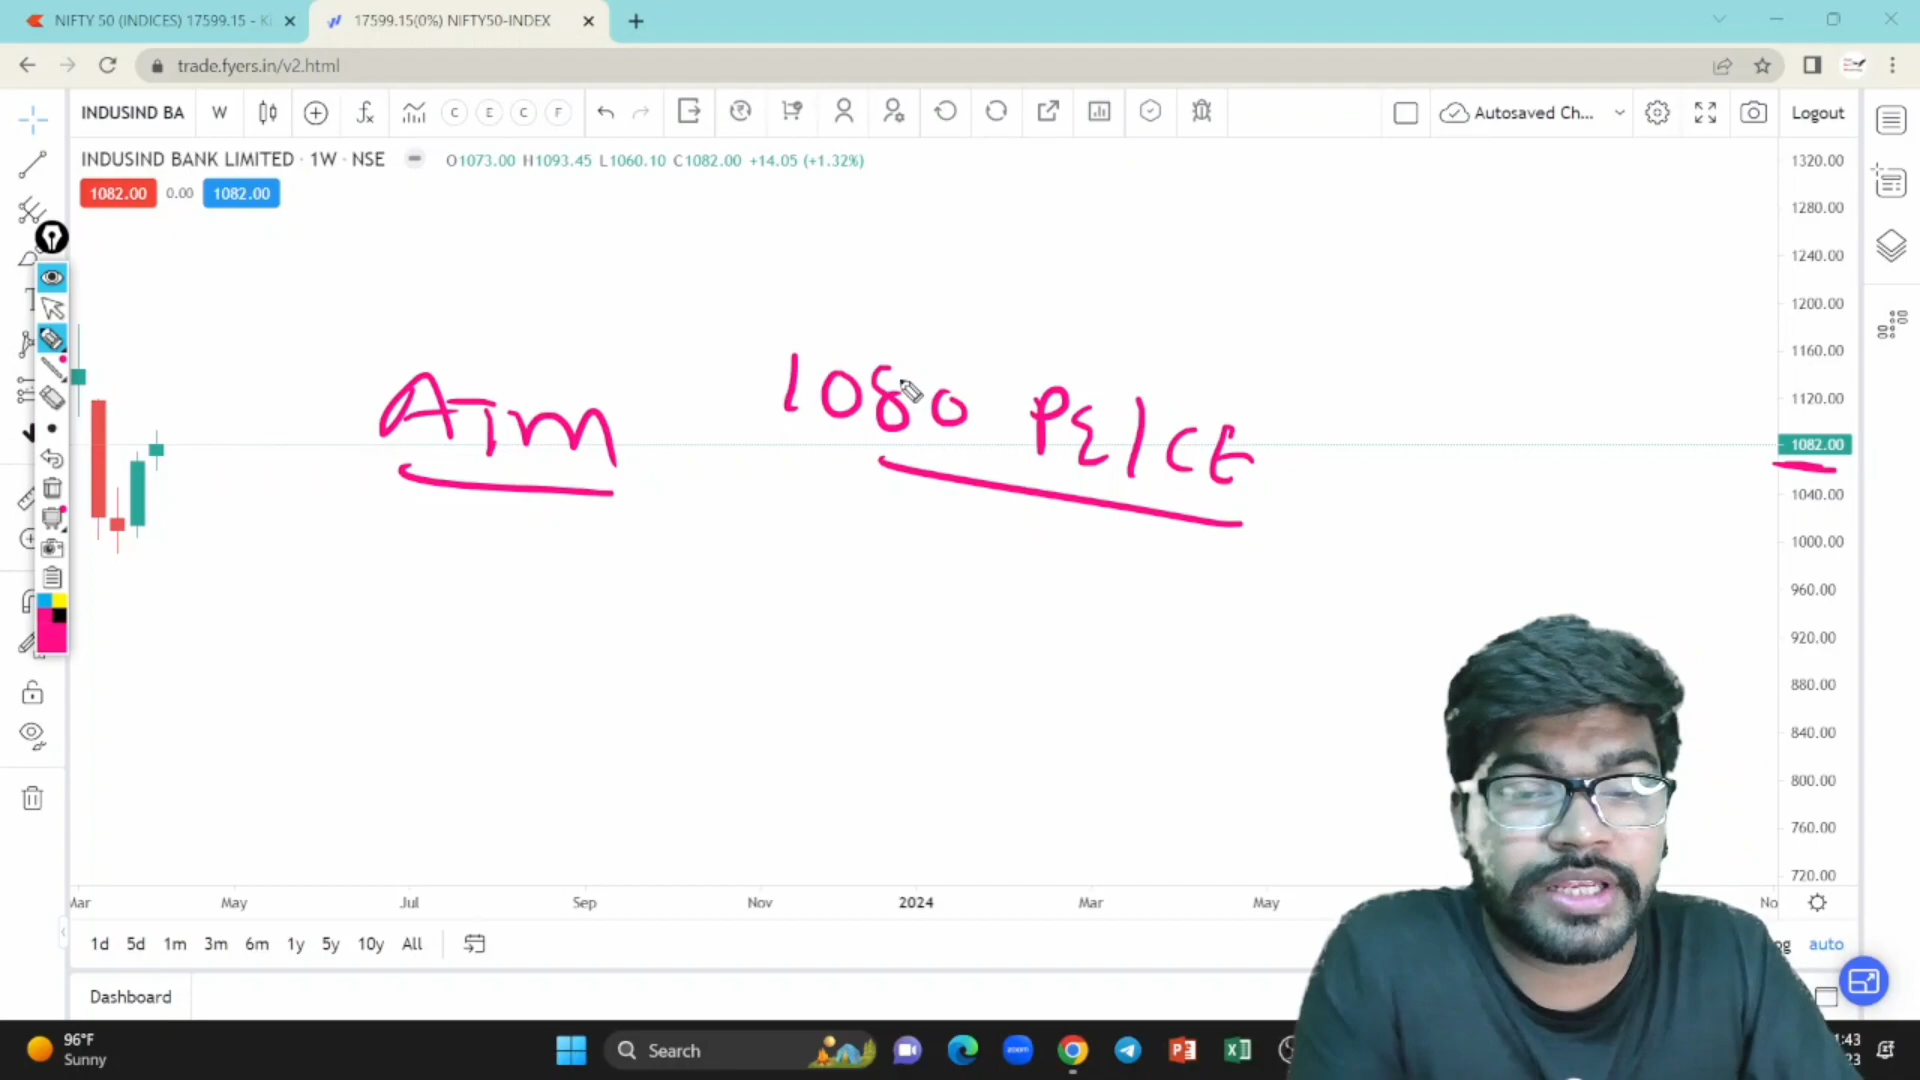 NIFTY 50 (INDICES) 17599.15 - Ki
17599.15(0%) NIFTY50-INDEX
trade.fyers.in/v2.html
INDUSIND BA W C E C F Autosaved Ch... Logout
INDUSIND BANK LIMITED · 1W · NSE O1073.00 H1093.45 L1060.10 C1082.00 +14.05 (+1.32%)
1082.00 0.00 1082.00
1320.00
1280.00
1240.00
1200.00
1160.00
1120.00
1082.00
1040.00
1000.00
960.00
920.00
880.00
840.00
800.00
760.00
720.00
ATM 1080 PRICE
Mar May Jul Sep Nov 2024 Mar May No
1d 5d 1m 3m 6m 1y 5y 10y All auto
Dashboard
96°F
Sunny
Search
zoom